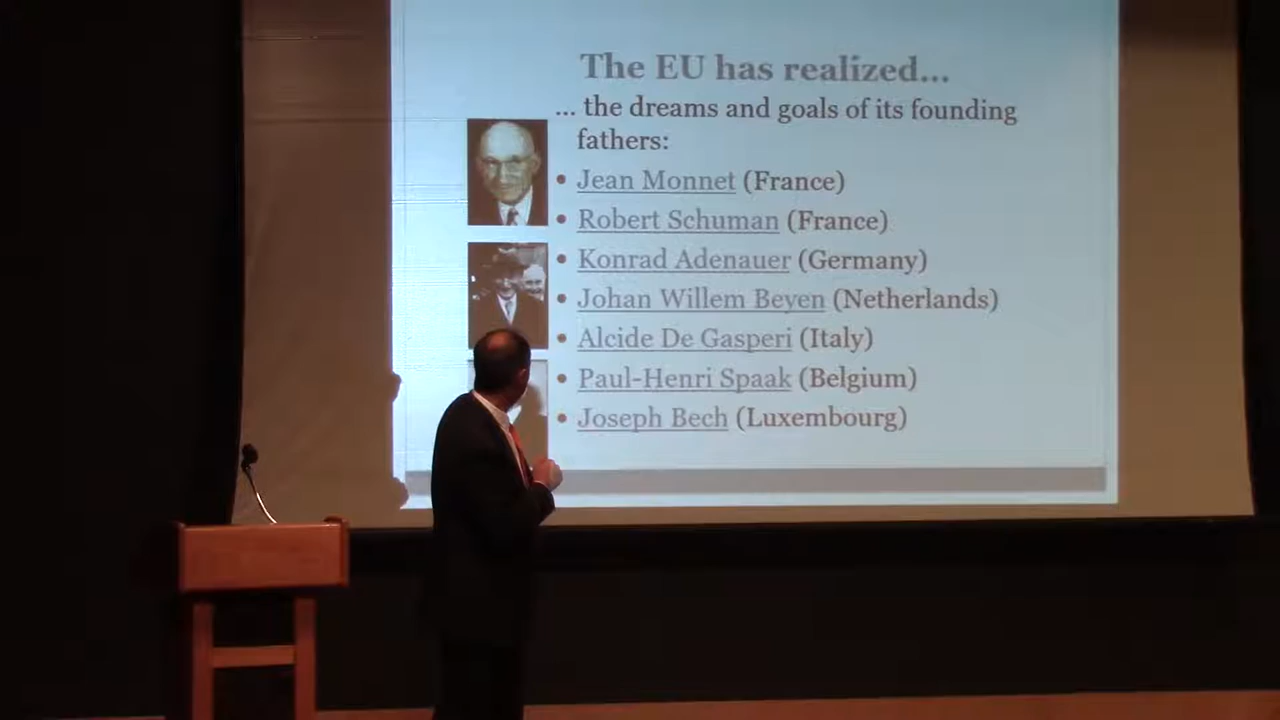 The EU has realized...
... the dreams and goals of its founding
fathers:
• Jean Monnet (France)
• Robert Schuman (France)
• Konrad Adenauer (Germany)
• Johan Willem Beyen (Netherlands)
• Alcide De Gasperi (Italy)
• Paul-Henri Spaak (Belgium)
• Joseph Bech (Luxembourg)